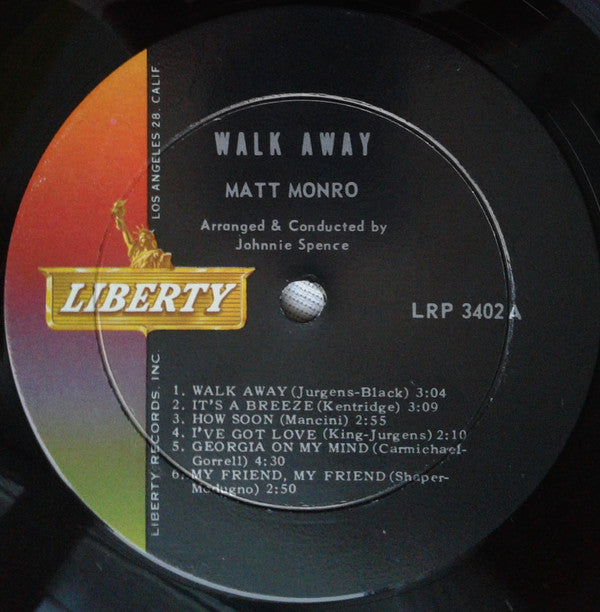 WALK AWAY
MATT MONRO
Arranged & Conducted by
Johnnie Spence
LIBERTY
LRP 3402 A
1. WALK AWAY (Jurgens-Black) 3:04
2. IT'S A BREEZE (Kentridge) 3:09
3. HOW SOON (Mancini) 2:55
4. I'VE GOT LOVE (King-Jurgens) 2:10
5. GEORGIA ON MY MIND (Carmichael-
Gorrell) 4:30
6. MY FRIEND, MY FRIEND (Shaper-
Modugno) 2:50
LIBERTY RECORDS, INC. LOS ANGELES 28, CALIF